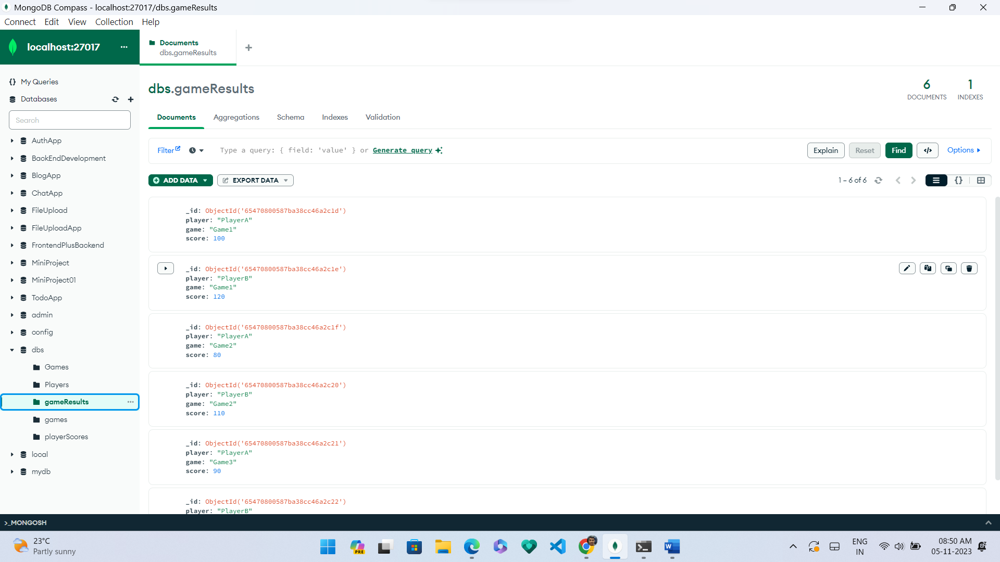 MongoDB Compass - localhost:27017/dbs.gameResults
Connect Edit View Collection Help
localhost:27017 ...
Documents
dbs.gameResults
+
{} My Queries
Databases
Search
AuthApp
BackEndDevelopment
BlogApp
ChatApp
FileUpload
FileUploadApp
FrontendPlusBackend
MiniProject
MiniProject01
TodoApp
admin
config
dbs
Games
Players
gameResults ...
games
playerScores
local
mydb
dbs.gameResults
6
DOCUMENTS
1
INDEXES
Documents Aggregations Schema Indexes Validation
Filter Type a query: { field: 'value' } or Generate query Explain Reset Find </> Options
ADD DATA EXPORT DATA 1 – 6 of 6 {}
_id: ObjectId('65470800587ba38cc46a2c1d')
player: "PlayerA"
game: "Game1"
score: 100
_id: ObjectId('65470800587ba38cc46a2c1e')
player: "PlayerB"
game: "Game1"
score: 120
_id: ObjectId('65470800587ba38cc46a2c1f')
player: "PlayerA"
game: "Game2"
score: 80
_id: ObjectId('65470800587ba38cc46a2c20')
player: "PlayerB"
game: "Game2"
score: 110
_id: ObjectId('65470800587ba38cc46a2c21')
player: "PlayerA"
game: "Game3"
score: 90
_id: ObjectId('65470800587ba38cc46a2c22')
player: "PlayerB"
>_MONGOSH
23°C
Partly sunny
PRE
W
ENG
IN
08:50 AM
05-11-2023